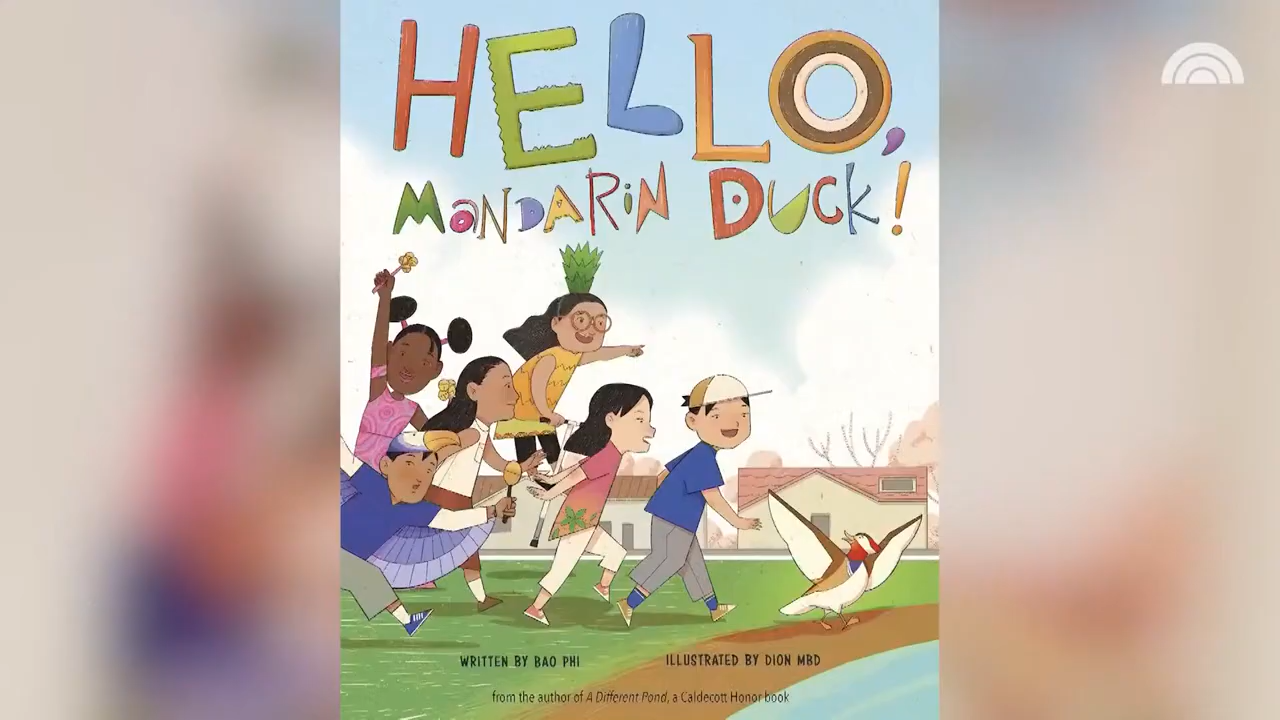 HELLO,
MANDARIN DUCK!
WRITTEN BY BAO PHI
ILLUSTRATED BY DION MBD
from the author of A Different Pond, a Caldecott Honor book